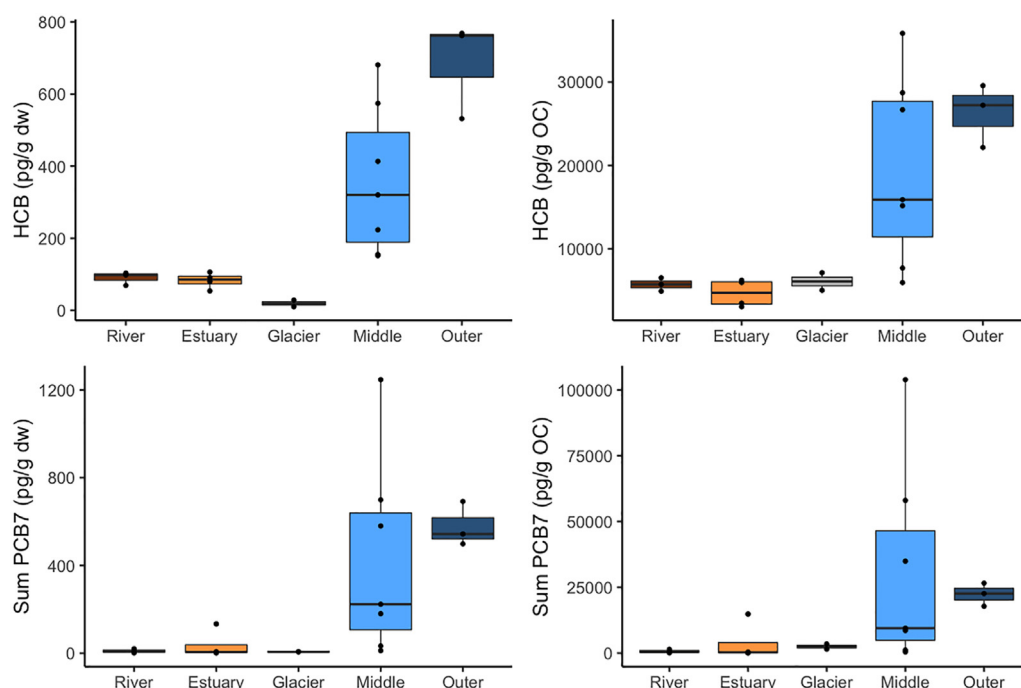 HCB (pg/g dw)
800
600
400
200
0
River Estuary Glacier Middle Outer
HCB (pg/g OC)
30000
20000
10000
River Estuary Glacier Middle Outer
Sum PCB7 (pg/g dw)
1200
800
400
0
River Estuary Glacier Middle Outer
Sum PCB7 (pg/g OC)
100000
75000
50000
25000
0
River Estuary Glacier Middle Outer